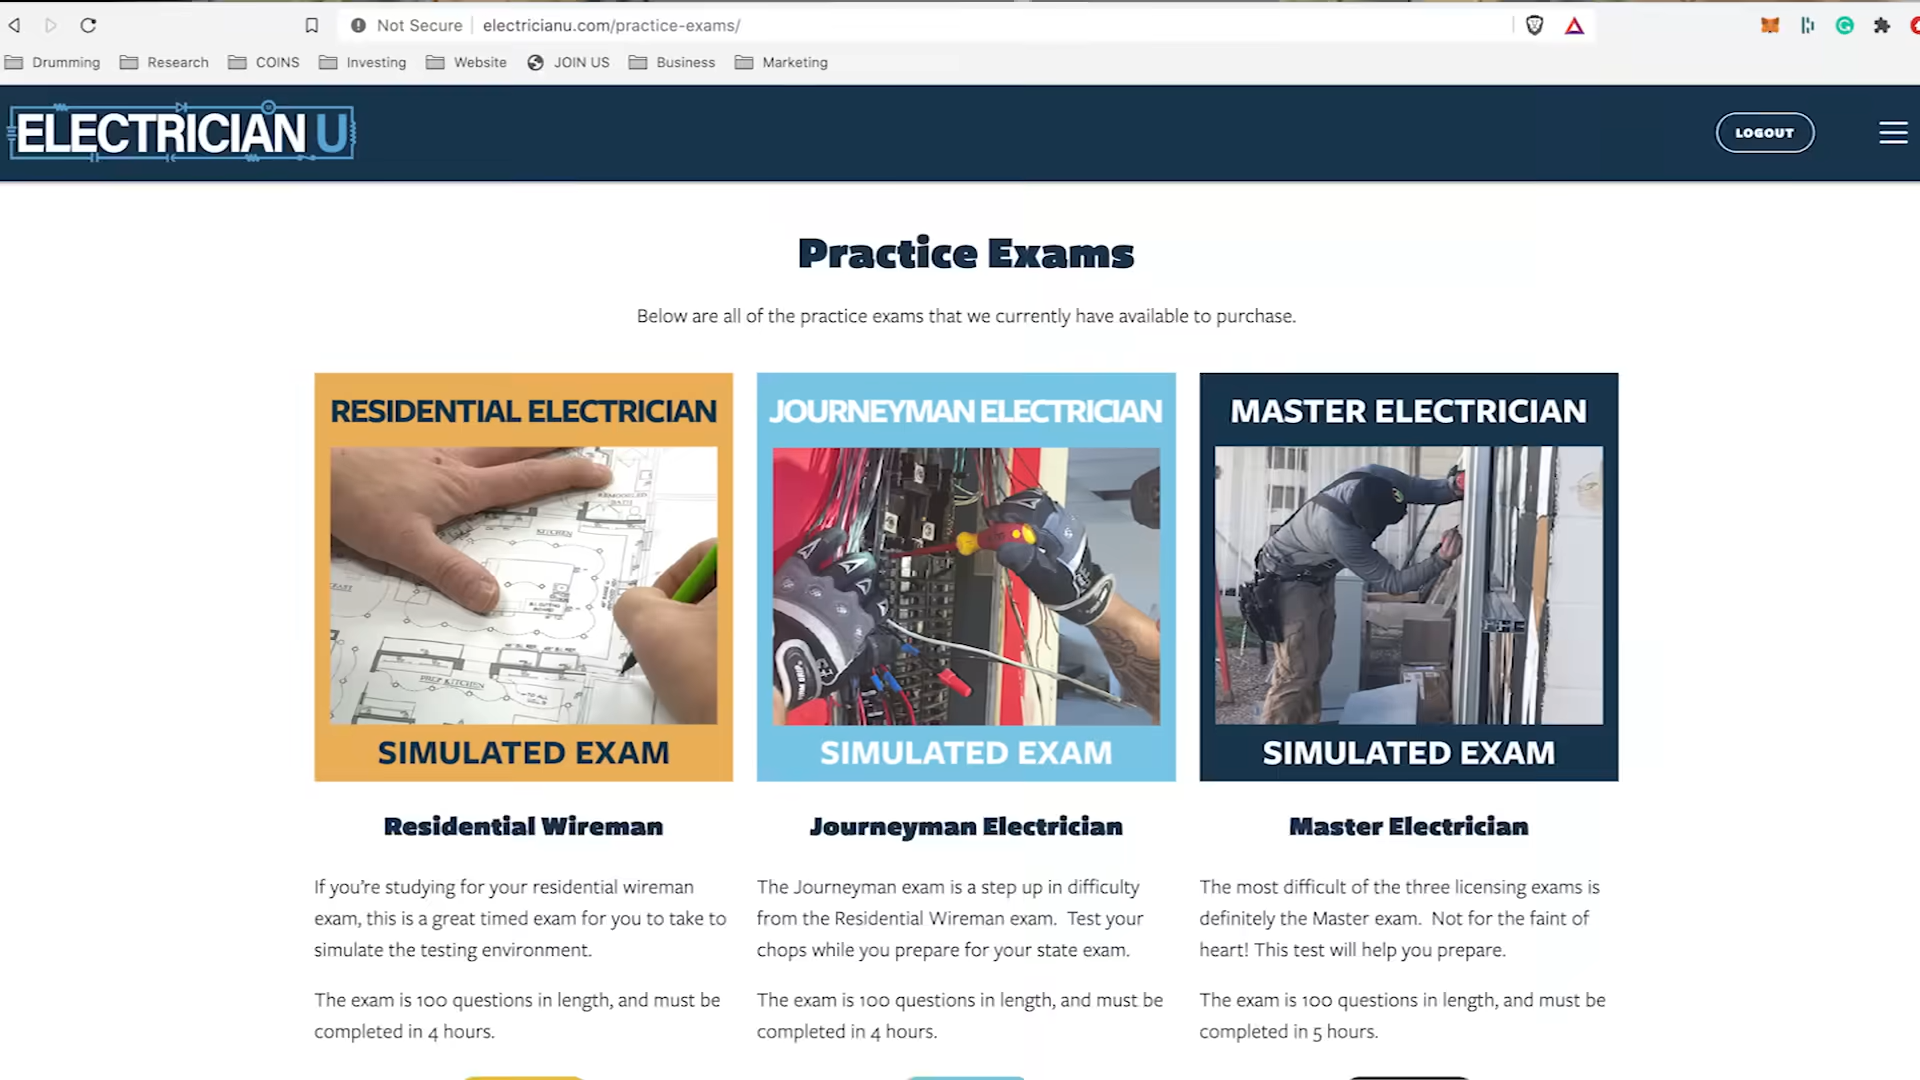 Not Secure electricianu.com/practice-exams/
Drumming Research COINS Investing Website JOIN US Business Marketing
ELECTRICIAN U
LOGOUT
Practice Exams
Below are all of the practice exams that we currently have available to purchase.
RESIDENTIAL ELECTRICIAN
KITCHEN
PREP KITCHEN
SIMULATED EXAM
JOURNEYMAN ELECTRICIAN
SIMULATED EXAM
MASTER ELECTRICIAN
SIMULATED EXAM
Residential Wireman
If you're studying for your residential wireman
exam, this is a great timed exam for you to take to
simulate the testing environment.
The exam is 100 questions in length, and must be
completed in 4 hours.
Journeyman Electrician
The Journeyman exam is a step up in difficulty
from the Residential Wireman exam. Test your
chops while you prepare for your state exam.
The exam is 100 questions in length, and must be
completed in 4 hours.
Master Electrician
The most difficult of the three licensing exams is
definitely the Master exam. Not for the faint of
heart! This test will help you prepare.
The exam is 100 questions in length, and must be
completed in 5 hours.